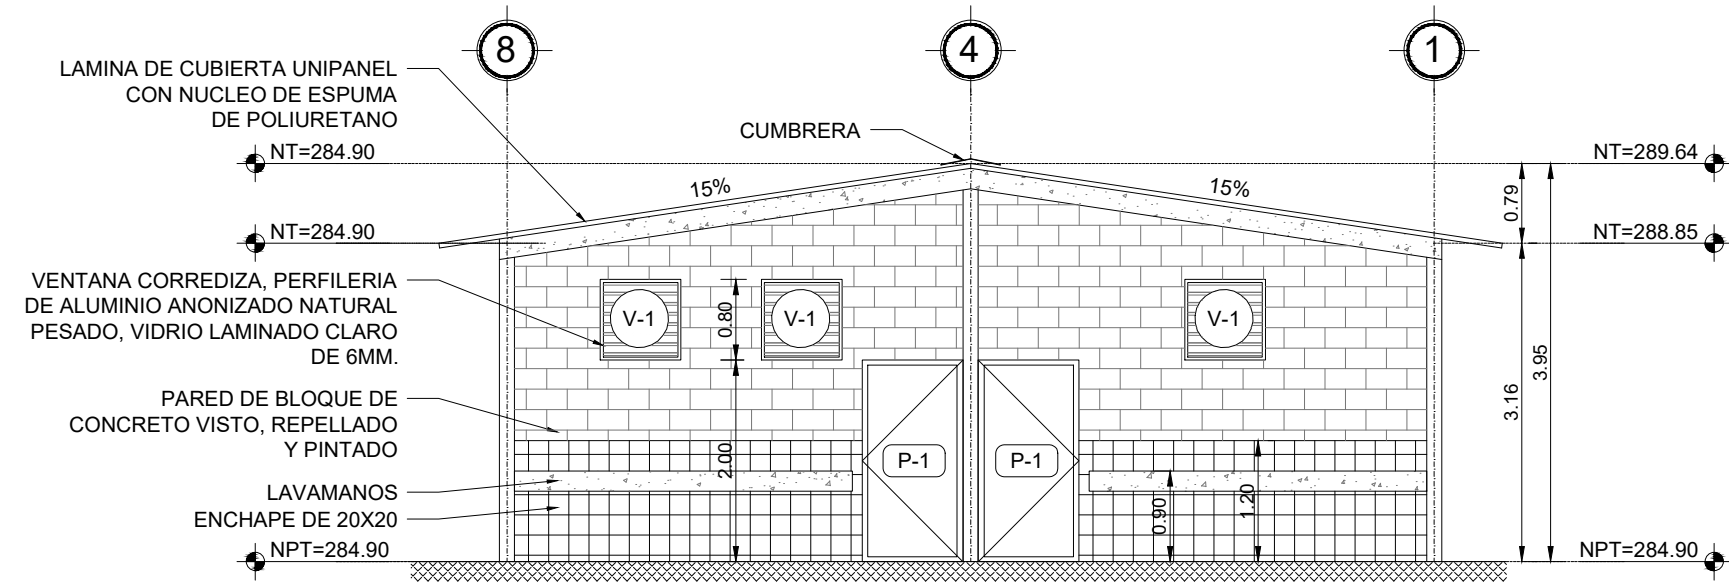 8
4
1
LAMINA DE CUBIERTA UNIPANEL
CON NUCLEO DE ESPUMA
DE POLIURETANO
CUMBRERA
NT=284.90
NT=289.64
15%
15%
0.79
NT=284.90
NT=288.85
VENTANA CORREDIZA, PERFILERIA
DE ALUMINIO ANONIZADO NATURAL
PESADO, VIDRIO LAMINADO CLARO
DE 6MM.
V-1
V-1
0.80
V-1
3.95
3.16
PARED DE BLOQUE DE
CONCRETO VISTO, REPELLADO
Y PINTADO
2.00
P-1
P-1
LAVAMANOS
ENCHAPE DE 20X20
0.90
1.20
NPT=284.90
NPT=284.90